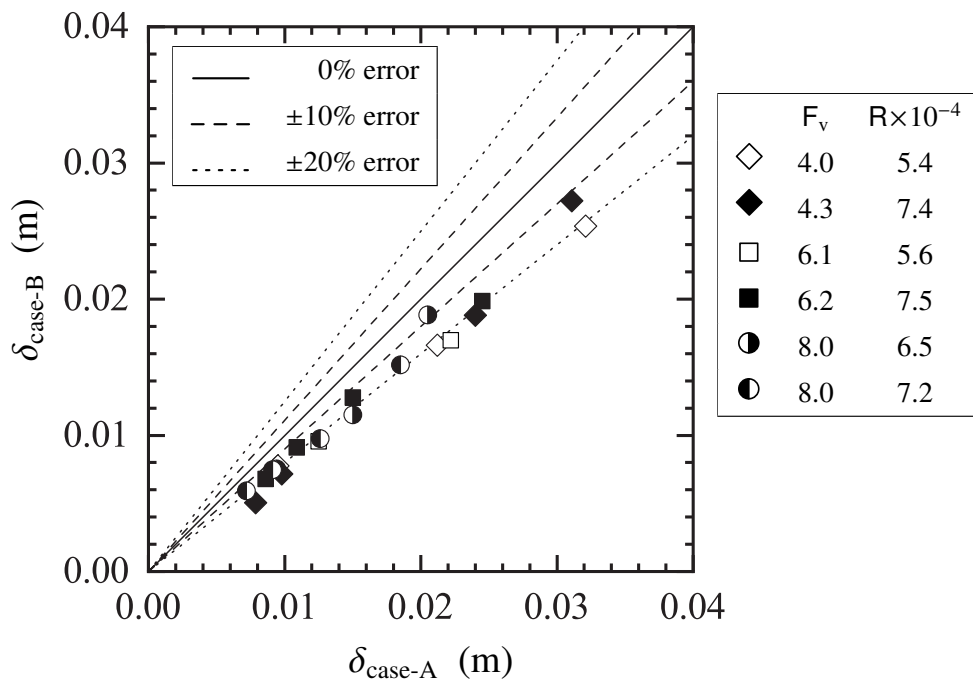 0.04
0.03
0.02
0.01
0.00
0.00 0.01 0.02 0.03 0.04
δcase-B (m)
δcase-A (m)
0% error
±10% error
±20% error
Fv R×10⁻⁴
4.0 5.4
4.3 7.4
6.1 5.6
6.2 7.5
8.0 6.5
8.0 7.2